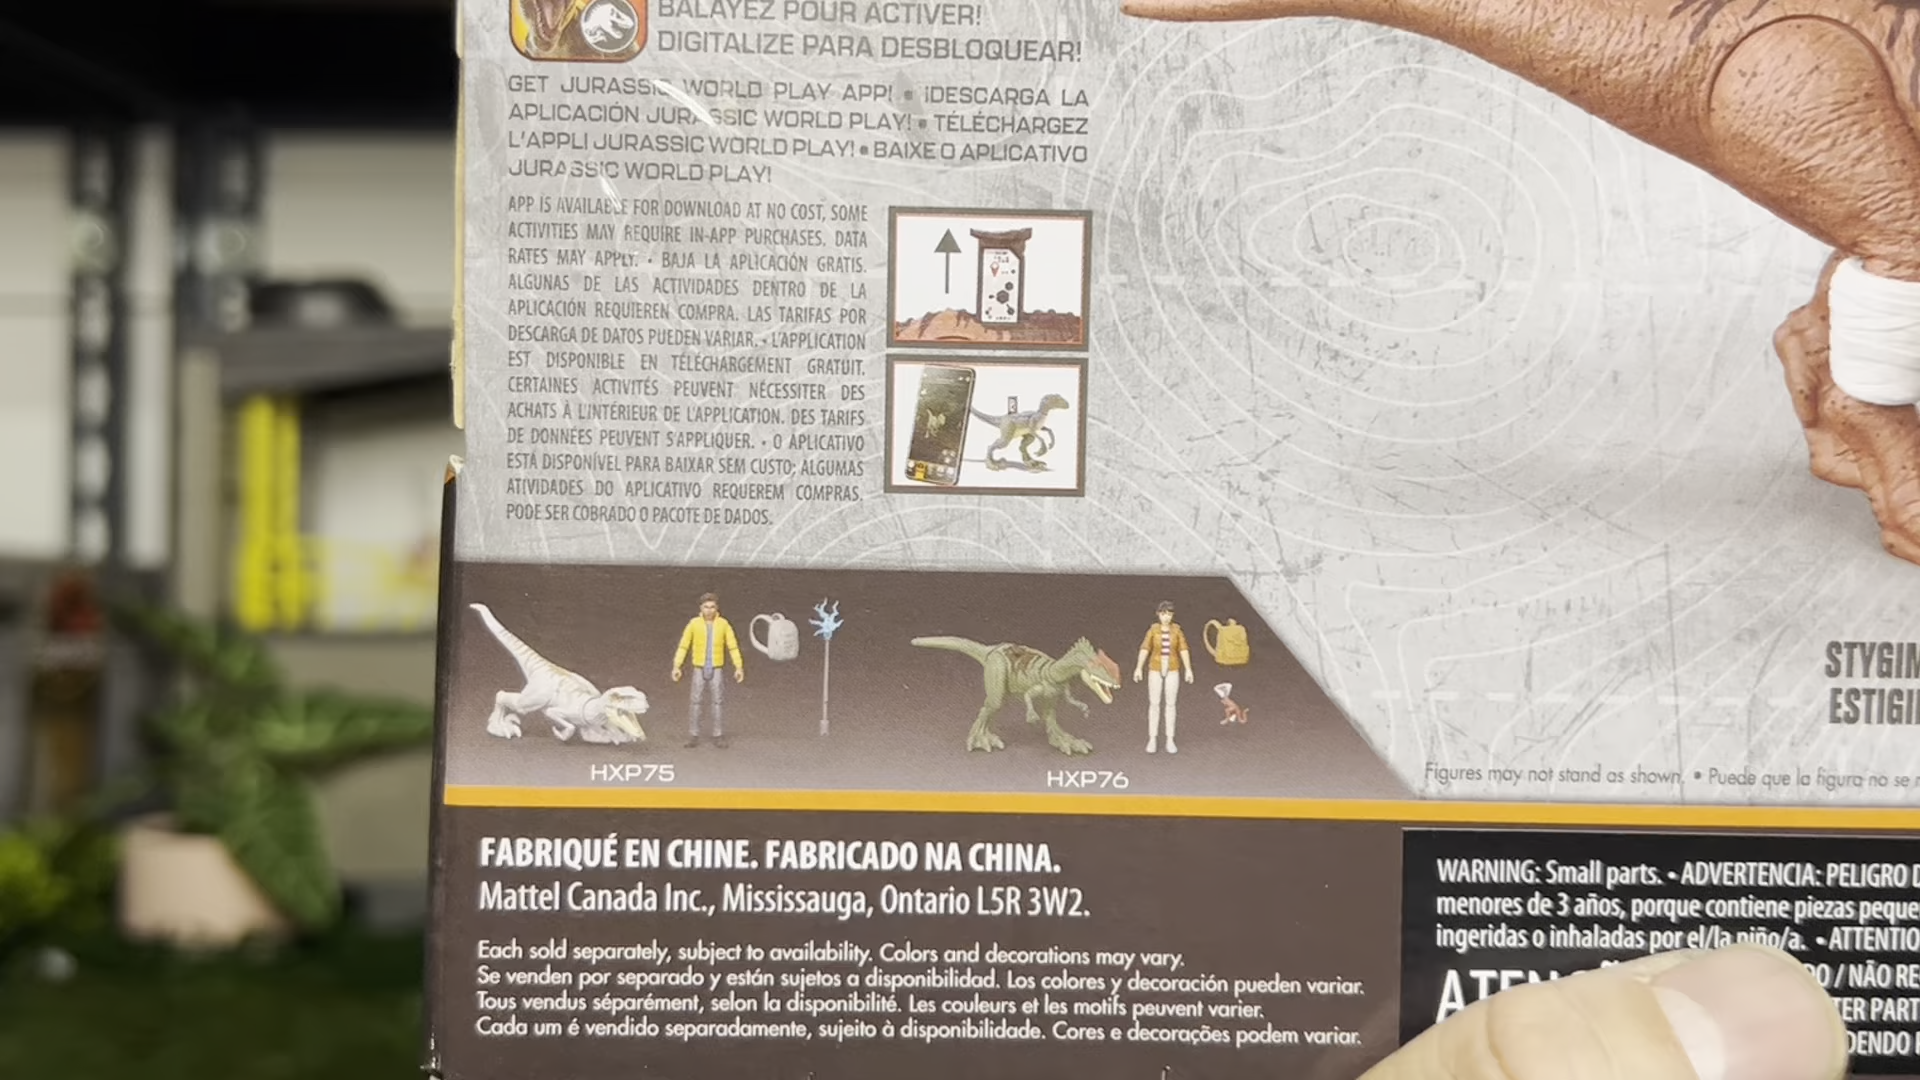 BALAYEZ POUR ACTIVER!
DIGITALIZE PARA DESBLOQUEAR!
GET JURASSIC WORLD PLAY APP! • ¡DESCARGA LA
APLICACIÓN JURASSIC WORLD PLAY! • TÉLÉCHARGEZ
L'APPLI JURASSIC WORLD PLAY! • BAIXE O APLICATIVO
JURASSIC WORLD PLAY!
APP IS AVAILABLE FOR DOWNLOAD AT NO COST, SOME
ACTIVITIES MAY REQUIRE IN-APP PURCHASES. DATA
RATES MAY APPLY. • BAJA LA APLICACIÓN GRATIS.
ALGUNAS DE LAS ACTIVIDADES DENTRO DE LA
APLICACIÓN REQUIEREN COMPRA. LAS TARIFAS POR
DESCARGA DE DATOS PUEDEN VARIAR. • L'APPLICATION
EST DISPONIBLE EN TÉLÉCHARGEMENT GRATUIT.
CERTAINES ACTIVITÉS PEUVENT NÉCESSITER DES
ACHATS À L'INTÉRIEUR DE L'APPLICATION. DES TARIFS
DE DONNÉES PEUVENT S'APPLIQUER. • O APLICATIVO
ESTÁ DISPONÍVEL PARA BAIXAR SEM CUSTO; ALGUMAS
ATIVIDADES DO APLICATIVO REQUEREM COMPRAS.
PODE SER COBRADO O PACOTE DE DADOS.
HXP75
HXP76
STYGIM
ESTIGI
Figures may not stand as shown. • Puede que la figura no se
FABRIQUÉ EN CHINE. FABRICADO NA CHINA.
Mattel Canada Inc., Mississauga, Ontario L5R 3W2.
Each sold separately, subject to availability. Colors and decorations may vary.
Se venden por separado y están sujetos a disponibilidad. Los colores y decoración pueden variar.
Tous vendus séparément, selon la disponibilité. Les couleurs et les motifs peuvent varier.
Cada um é vendido separadamente, sujeito à disponibilidade. Cores e decorações podem variar.
WARNING: Small parts. • ADVERTENCIA: PELIGRO D
menores de 3 años, porque contiene piezas peque
ingeridas o inhaladas por el/la niño/a. • ATTENTIO
ATEN
DO / NÃO RE
TER PART
DENDO